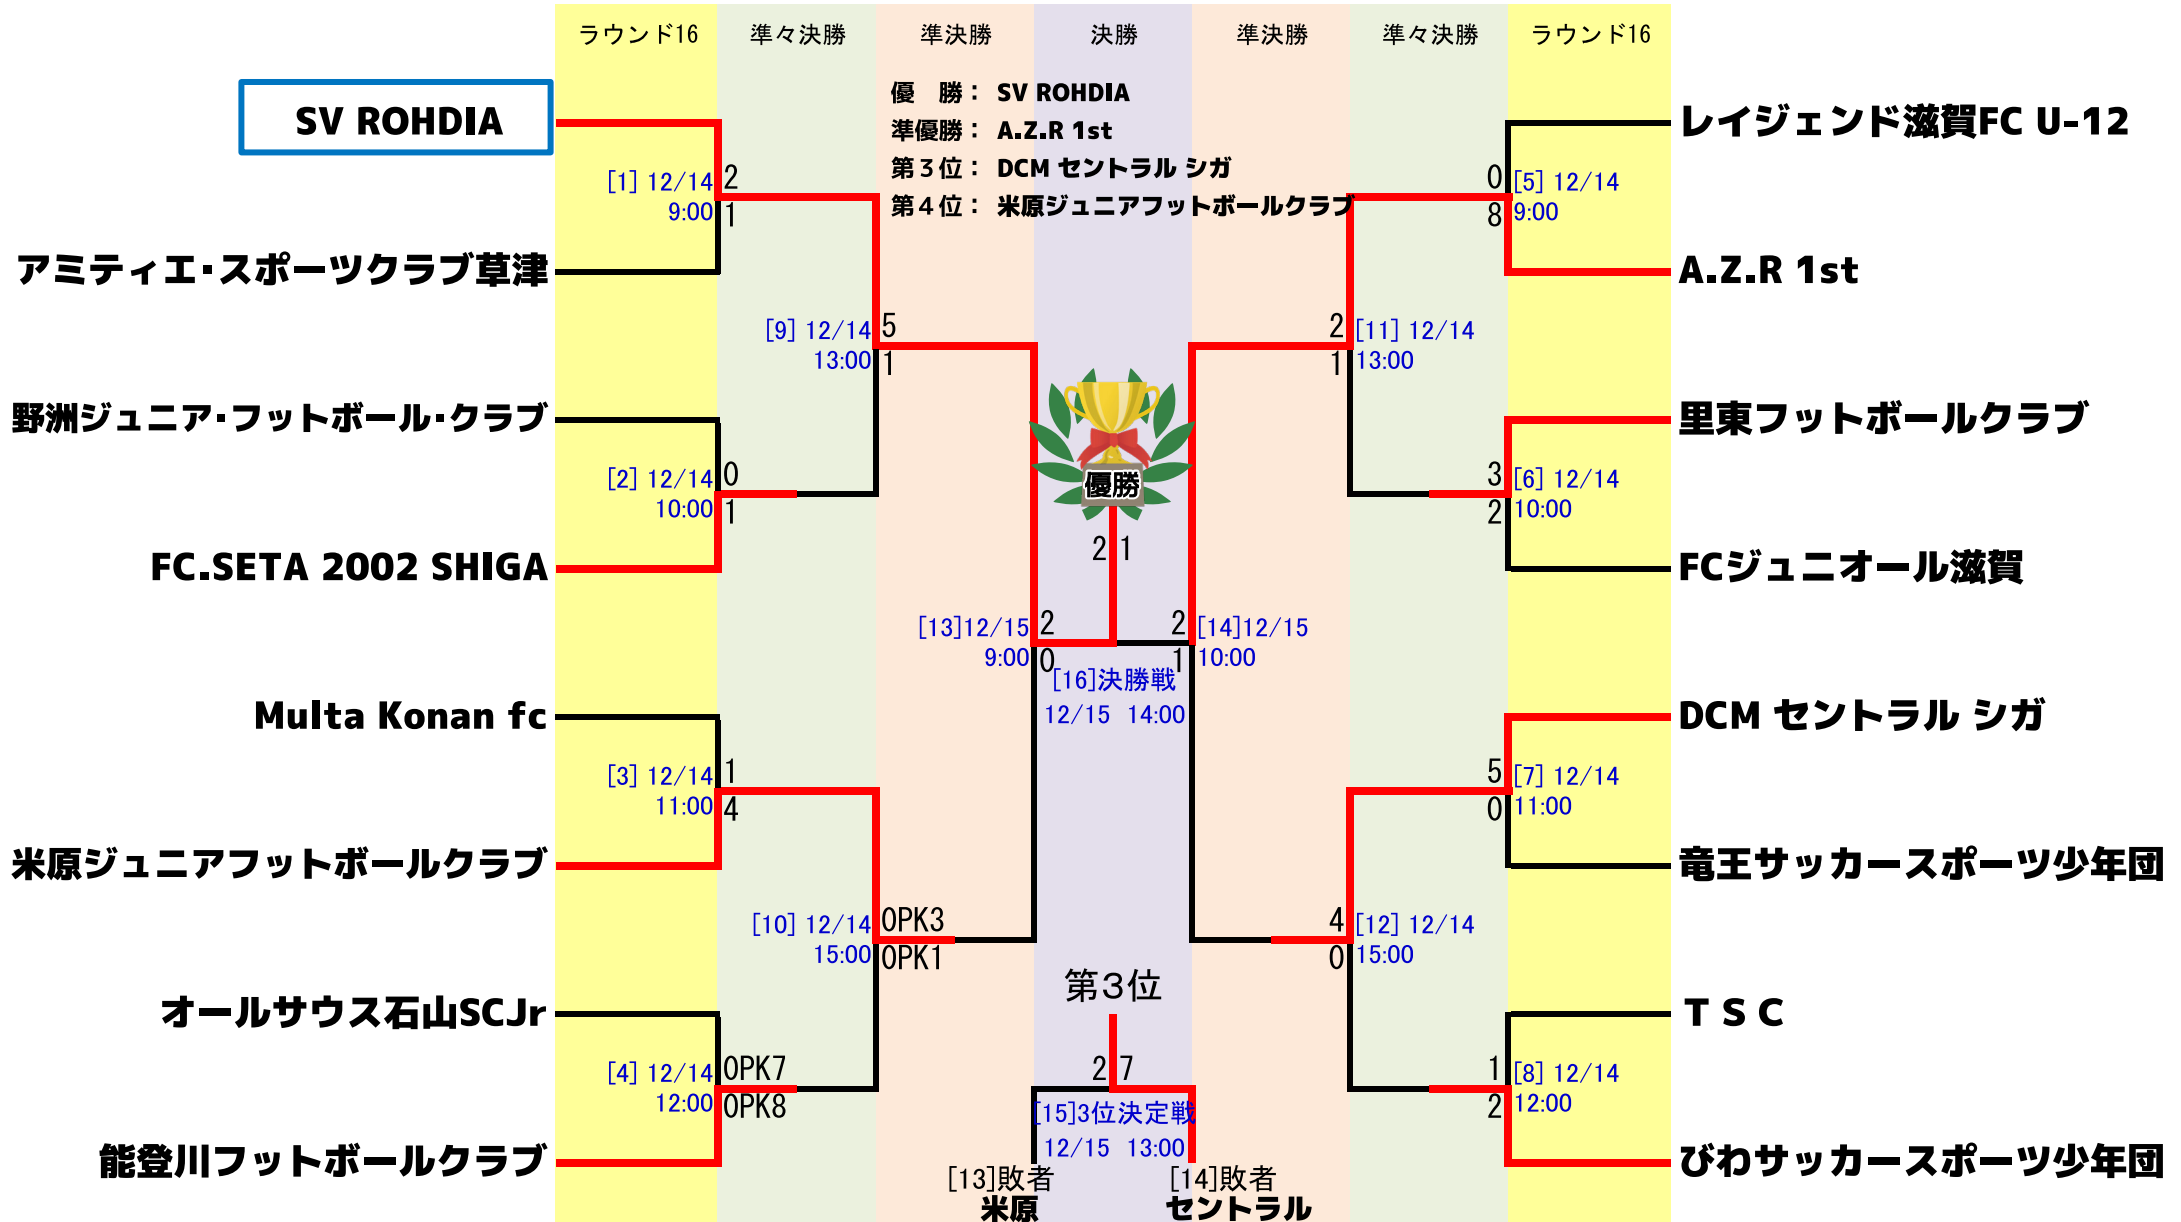 ラウンド16 準々決勝 準決勝 決勝 準決勝 準々決勝 ラウンド16
優　勝： SV ROHDIA
準優勝： A.Z.R 1st
第３位： DCM セントラル シガ
第４位： 米原ジュニアフットボールクラブ
SV ROHDIA
[1] 12/14 2
9:00 1
アミティエ･スポーツクラブ草津
[9] 12/14 5
13:00 1
野洲ジュニア･フットボール･クラブ
[2] 12/14 0
10:00 1
FC.SETA 2002 SHIGA
[13]12/15 2
9:00 0
Multa Konan fc
[3] 12/14 1
11:00 4
米原ジュニアフットボールクラブ
[10] 12/14 0PK3
15:00 0PK1
オールサウス石山SCJr
[4] 12/14 0PK7
12:00 0PK8
能登川フットボールクラブ
優勝
2 1
[16]決勝戦
12/15 14:00
第3位
2 7
[15]3位決定戦
12/15 13:00
[13]敗者 [14]敗者
米原 セントラル
レイジェンド滋賀FC U-12
0 [5] 12/14
8 9:00
A.Z.R 1st
2 [11] 12/14
1 13:00
里東フットボールクラブ
3 [6] 12/14
2 10:00
FCジュニオール滋賀
2 [14]12/15
1 10:00
DCM セントラル シガ
5 [7] 12/14
0 11:00
竜王サッカースポーツ少年団
4 [12] 12/14
0 15:00
T S C
1 [8] 12/14
2 12:00
びわサッカースポーツ少年団